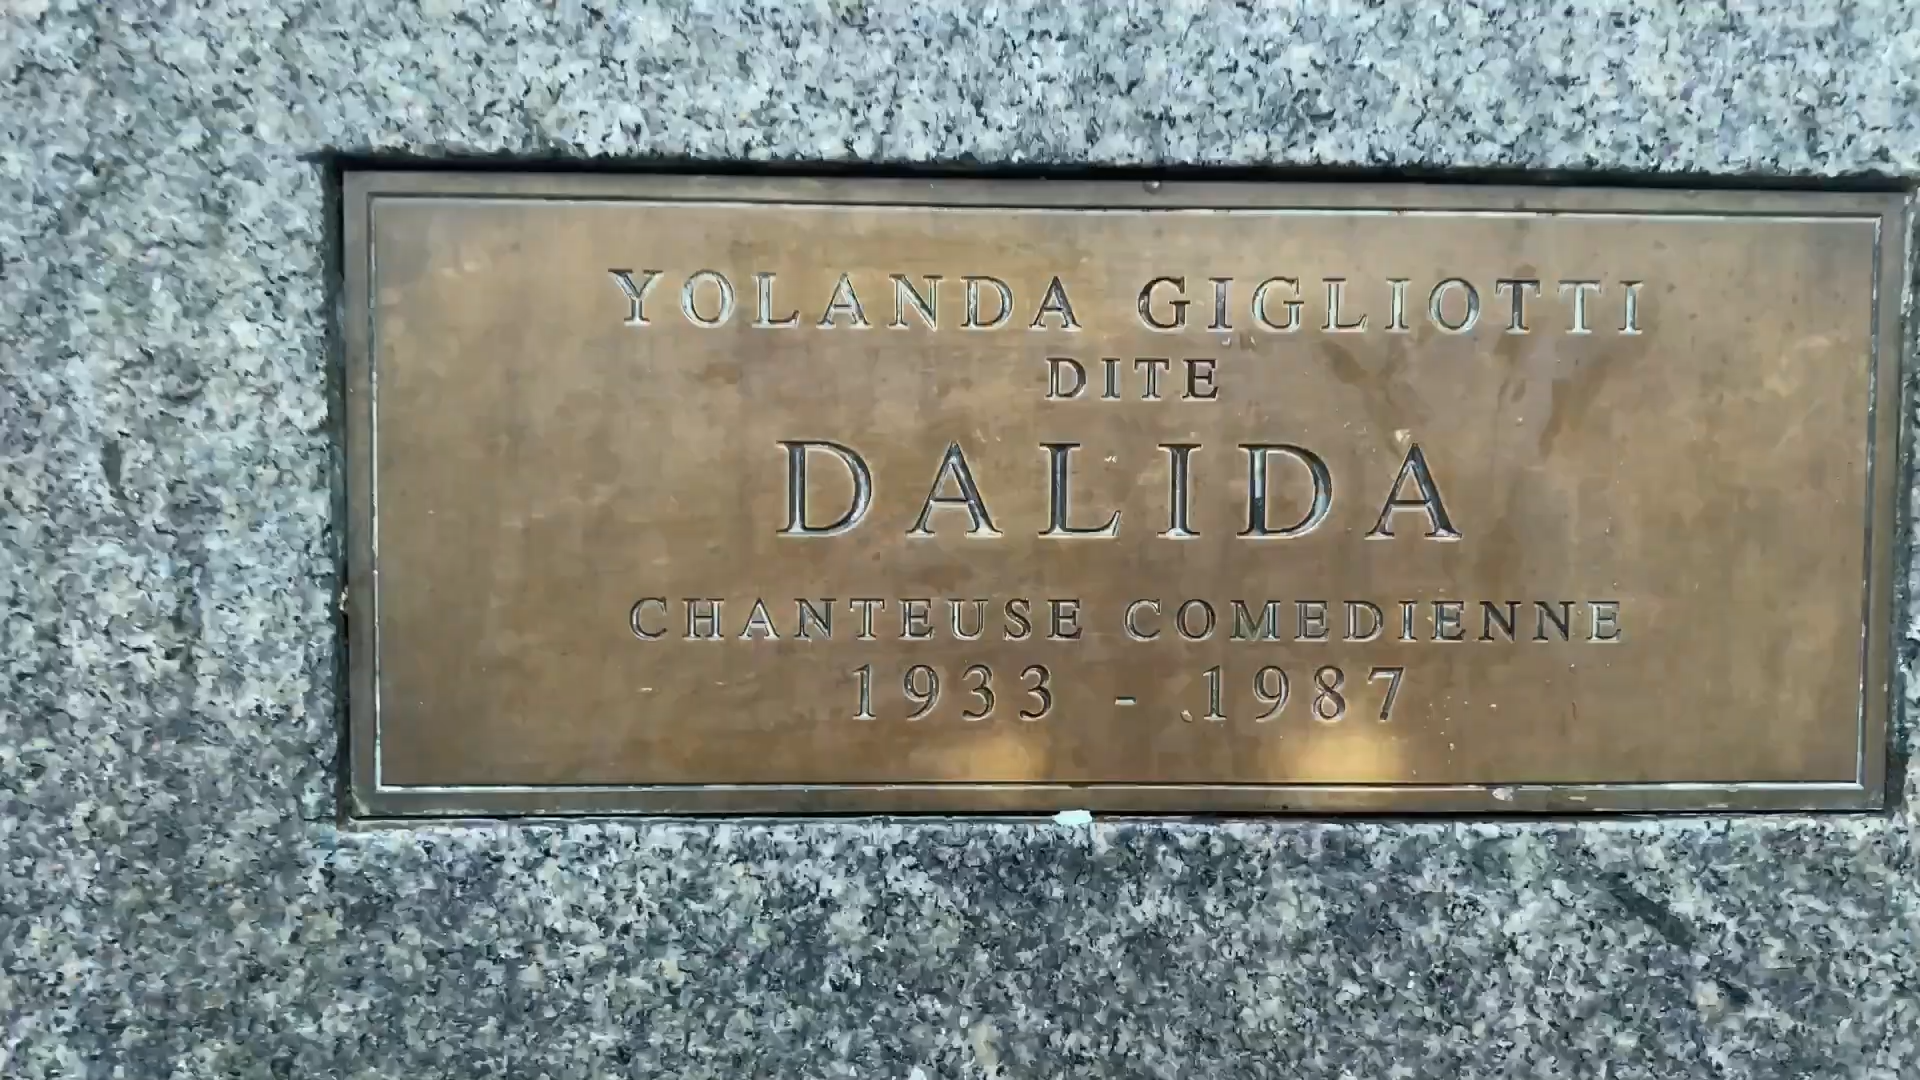 YOLANDA GIGLIOTTI
DITE
DALIDA
CHANTEUSE COMEDIENNE
1933 - 1987